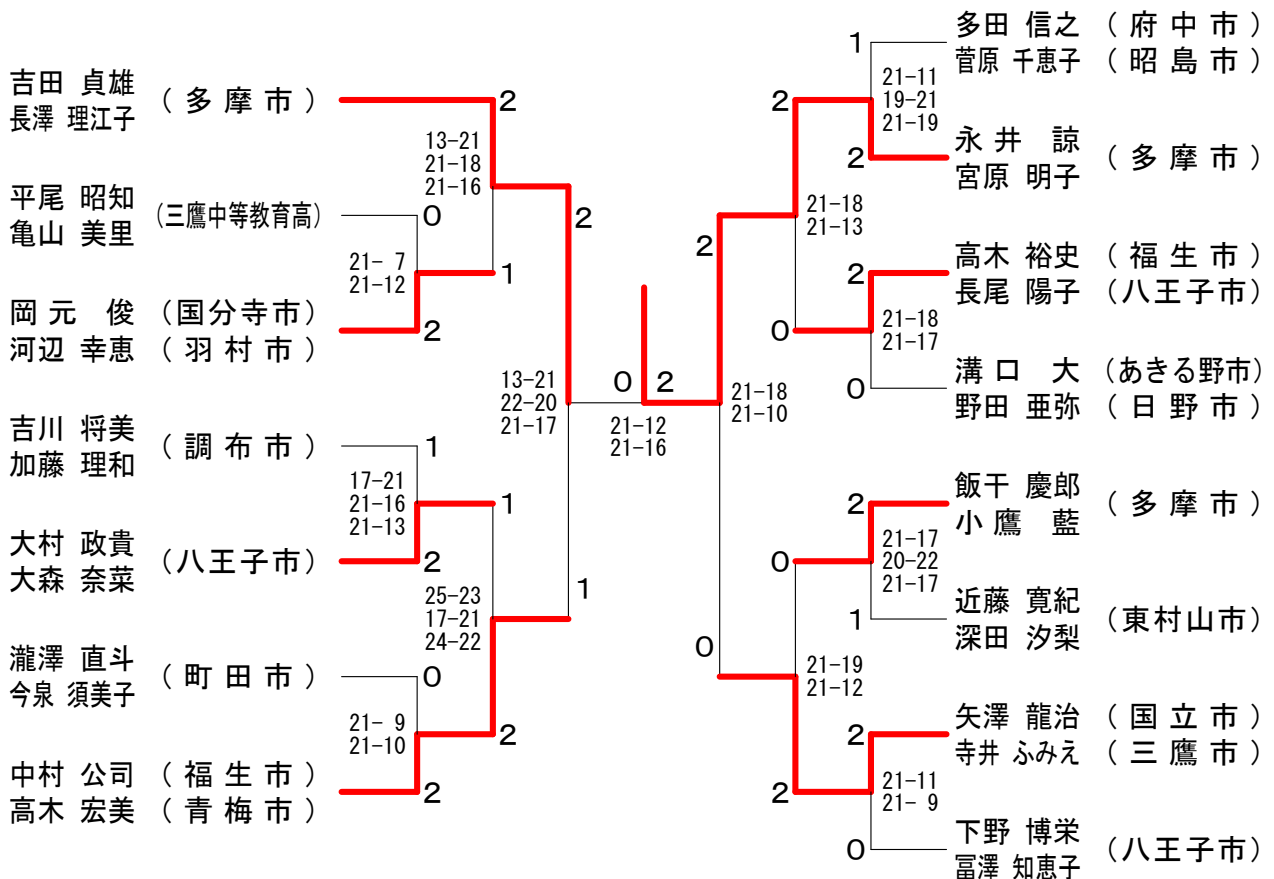 吉田 貞雄
長澤 理江子
(多摩市)
2
13-21
21-18
21-16
平尾 昭知
亀山 美里
(三鷹中等教育高)
0
21- 7
21-12
1
岡元 俊 (国分寺市)
河辺 幸恵 (羽村市)
2
2
13-21
22-20
21-17
吉川 将美
加藤 理和
(調布市)
1
17-21
21-16
21-13
1
大村 政貴
大森 奈菜
(八王子市)
2
25-23
17-21
24-22
1
瀧澤 直斗
今泉 須美子
(町田市)
0
21- 9
21-10
2
中村 公司 (福生市)
高木 宏美 (青梅市)
2
0 2
21-12
21-16
多田 信之 (府中市)
菅原 千恵子 (昭島市)
1
21-11
19-21
21-19
2
永井 諒
宮原 明子
(多摩市)
2
21-18
21-13
2
高木 裕史 (福生市)
長尾 陽子 (八王子市)
2
21-18
21-17
0
溝口 大 (あきる野市)
野田 亜弥 (日野市)
0
21-18
21-10
飯干 慶郎
小鷹 藍
(多摩市)
2
21-17
20-22
21-17
0
近藤 寛紀
深田 汐梨
(東村山市)
1
0
21-19
21-12
矢澤 龍治 (国立市)
寺井 ふみえ (三鷹市)
2
21-11
21- 9
2
下野 博栄
冨澤 知恵子
(八王子市)
0